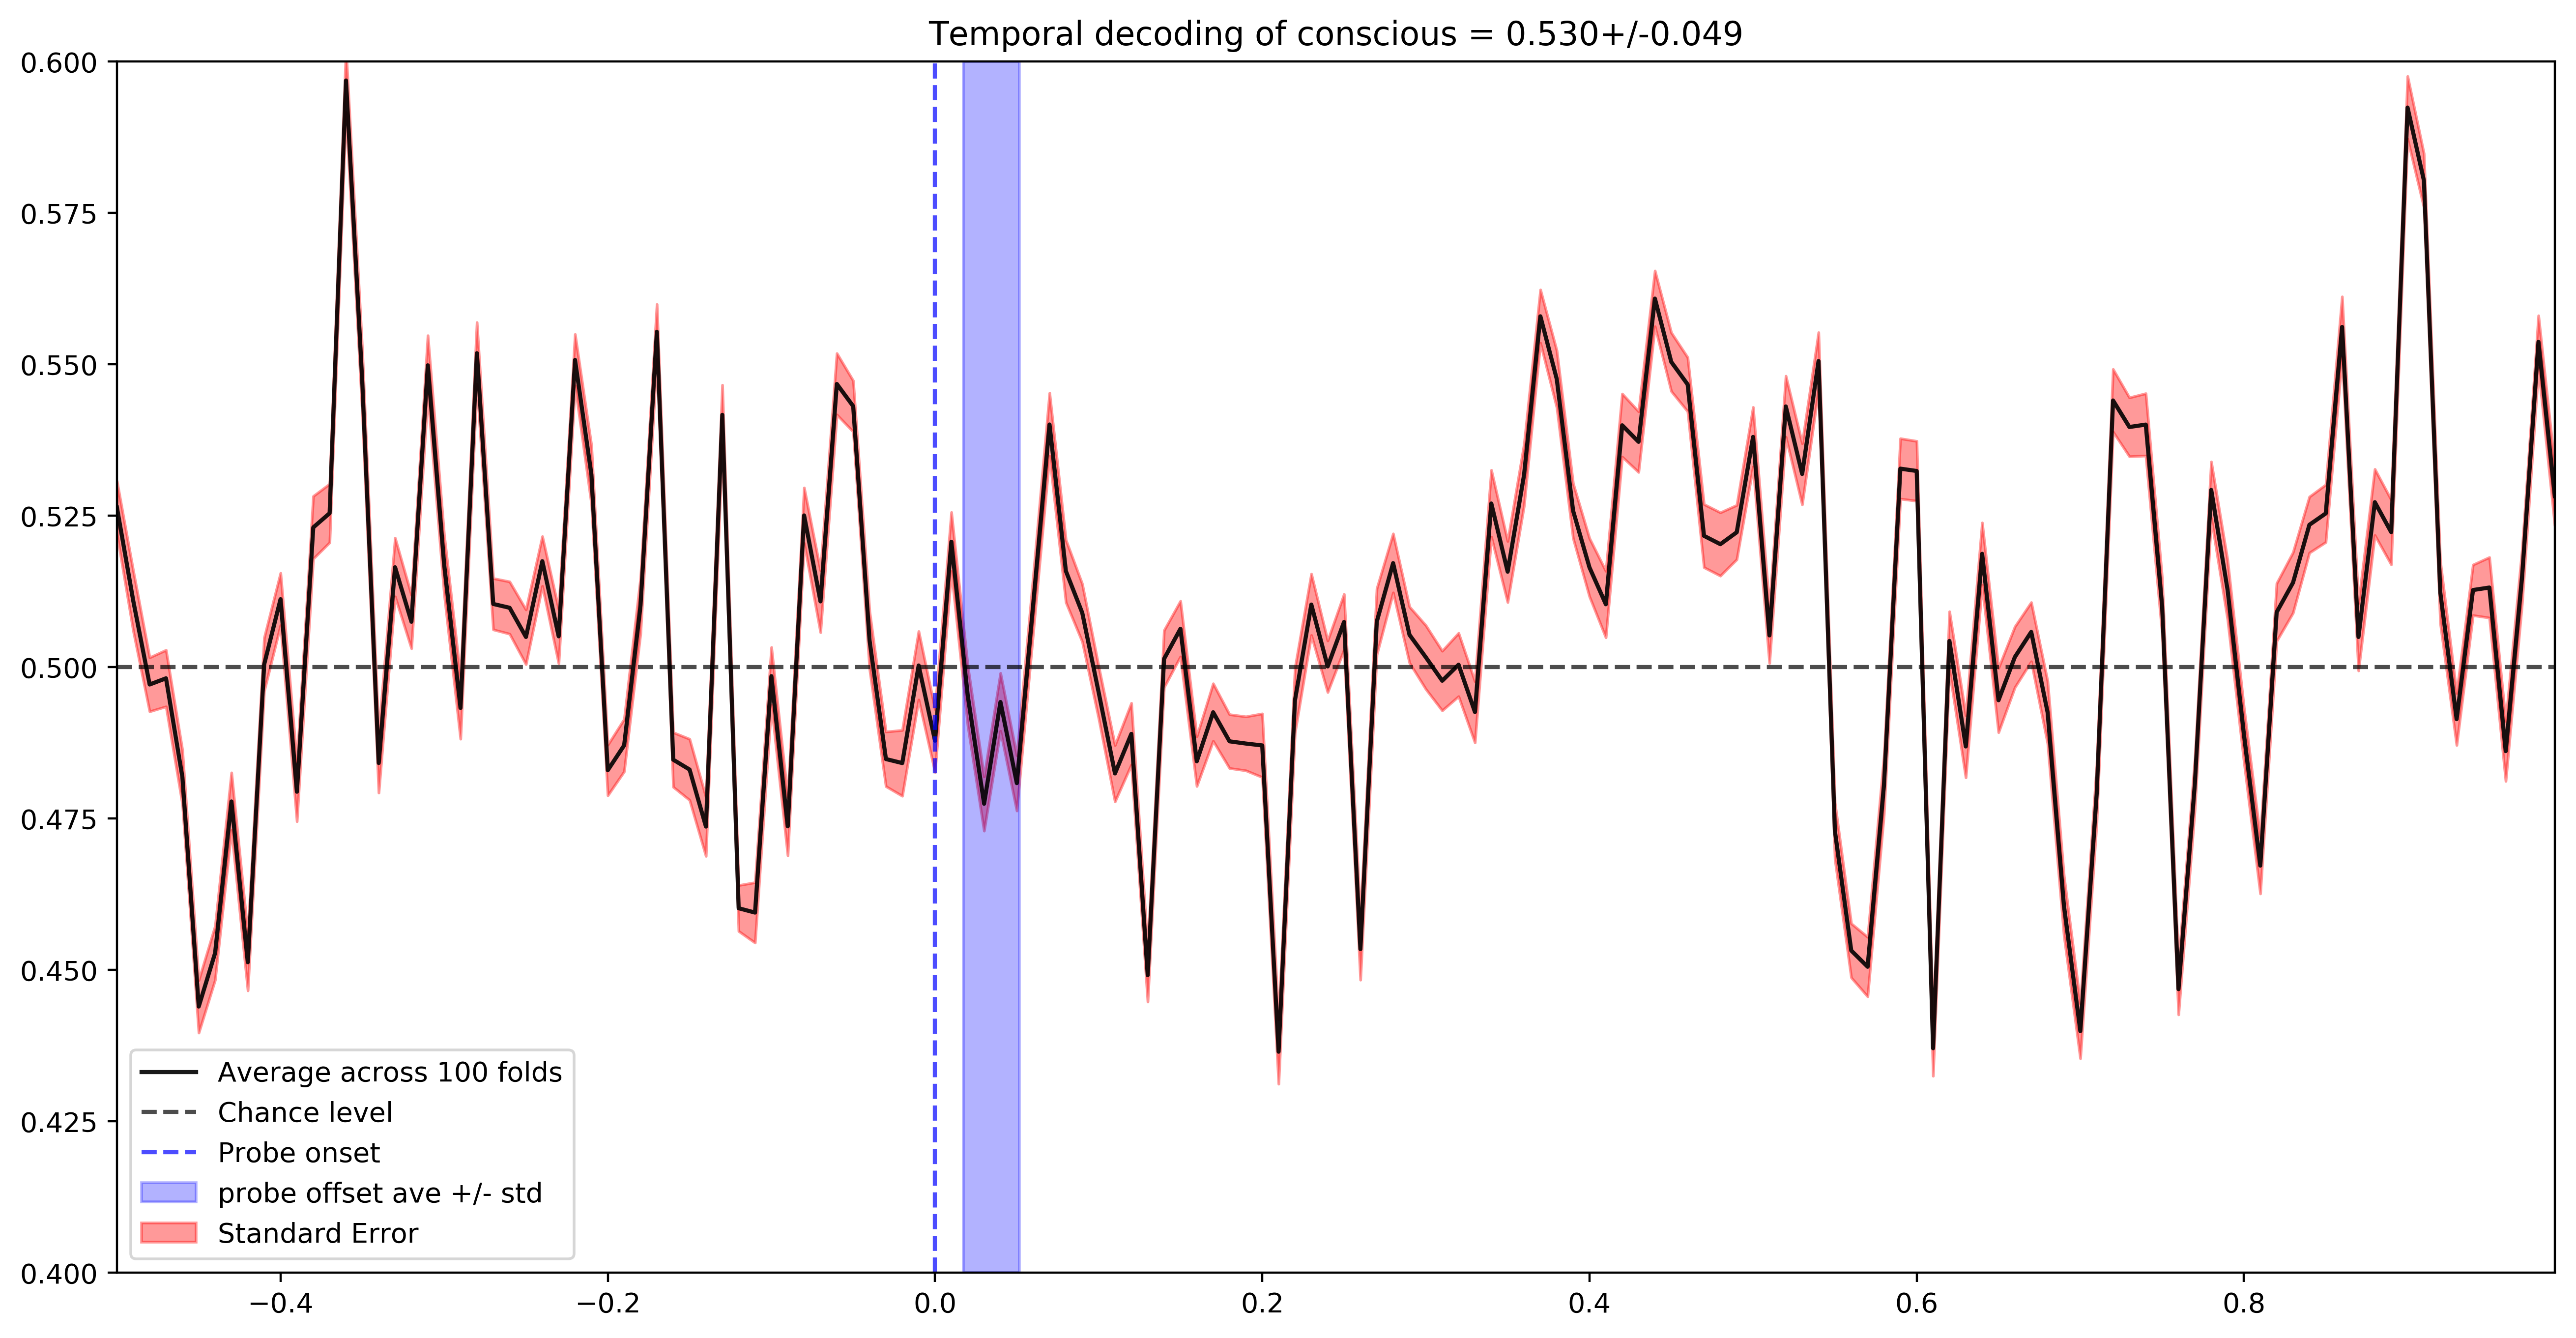 Temporal decoding of conscious = 0.530+/-0.049
0.600
0.575
0.550
0.525
0.500
0.475
0.450
0.425
0.400
Average across 100 folds
Chance level
Probe onset
probe offset ave +/- std
Standard Error
−0.4
−0.2
0.0
0.2
0.4
0.6
0.8